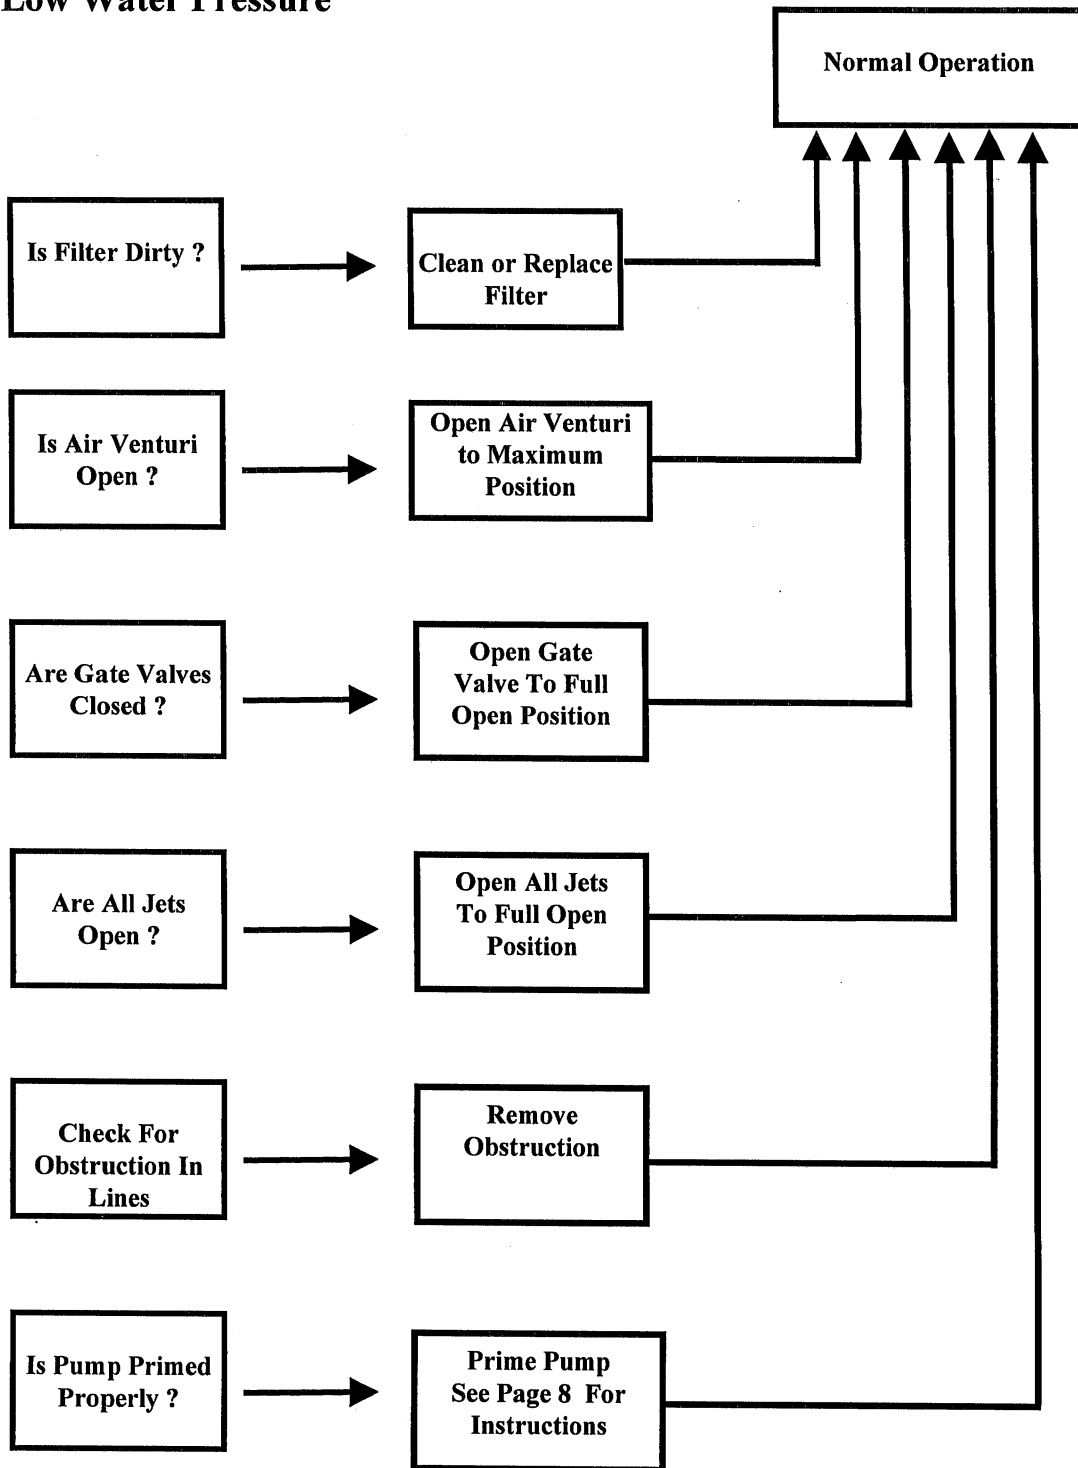 Low Water Pressure
Normal Operation
Is Filter Dirty ?
Clean or Replace
Filter
Is Air Venturi
Open ?
Open Air Venturi
to Maximum
Position
Are Gate Valves
Closed ?
Open Gate
Valve To Full
Open Position
Are All Jets
Open ?
Open All Jets
To Full Open
Position
Check For
Obstruction In
Lines
Remove
Obstruction
Is Pump Primed
Properly ?
Prime Pump
See Page 8 For
Instructions